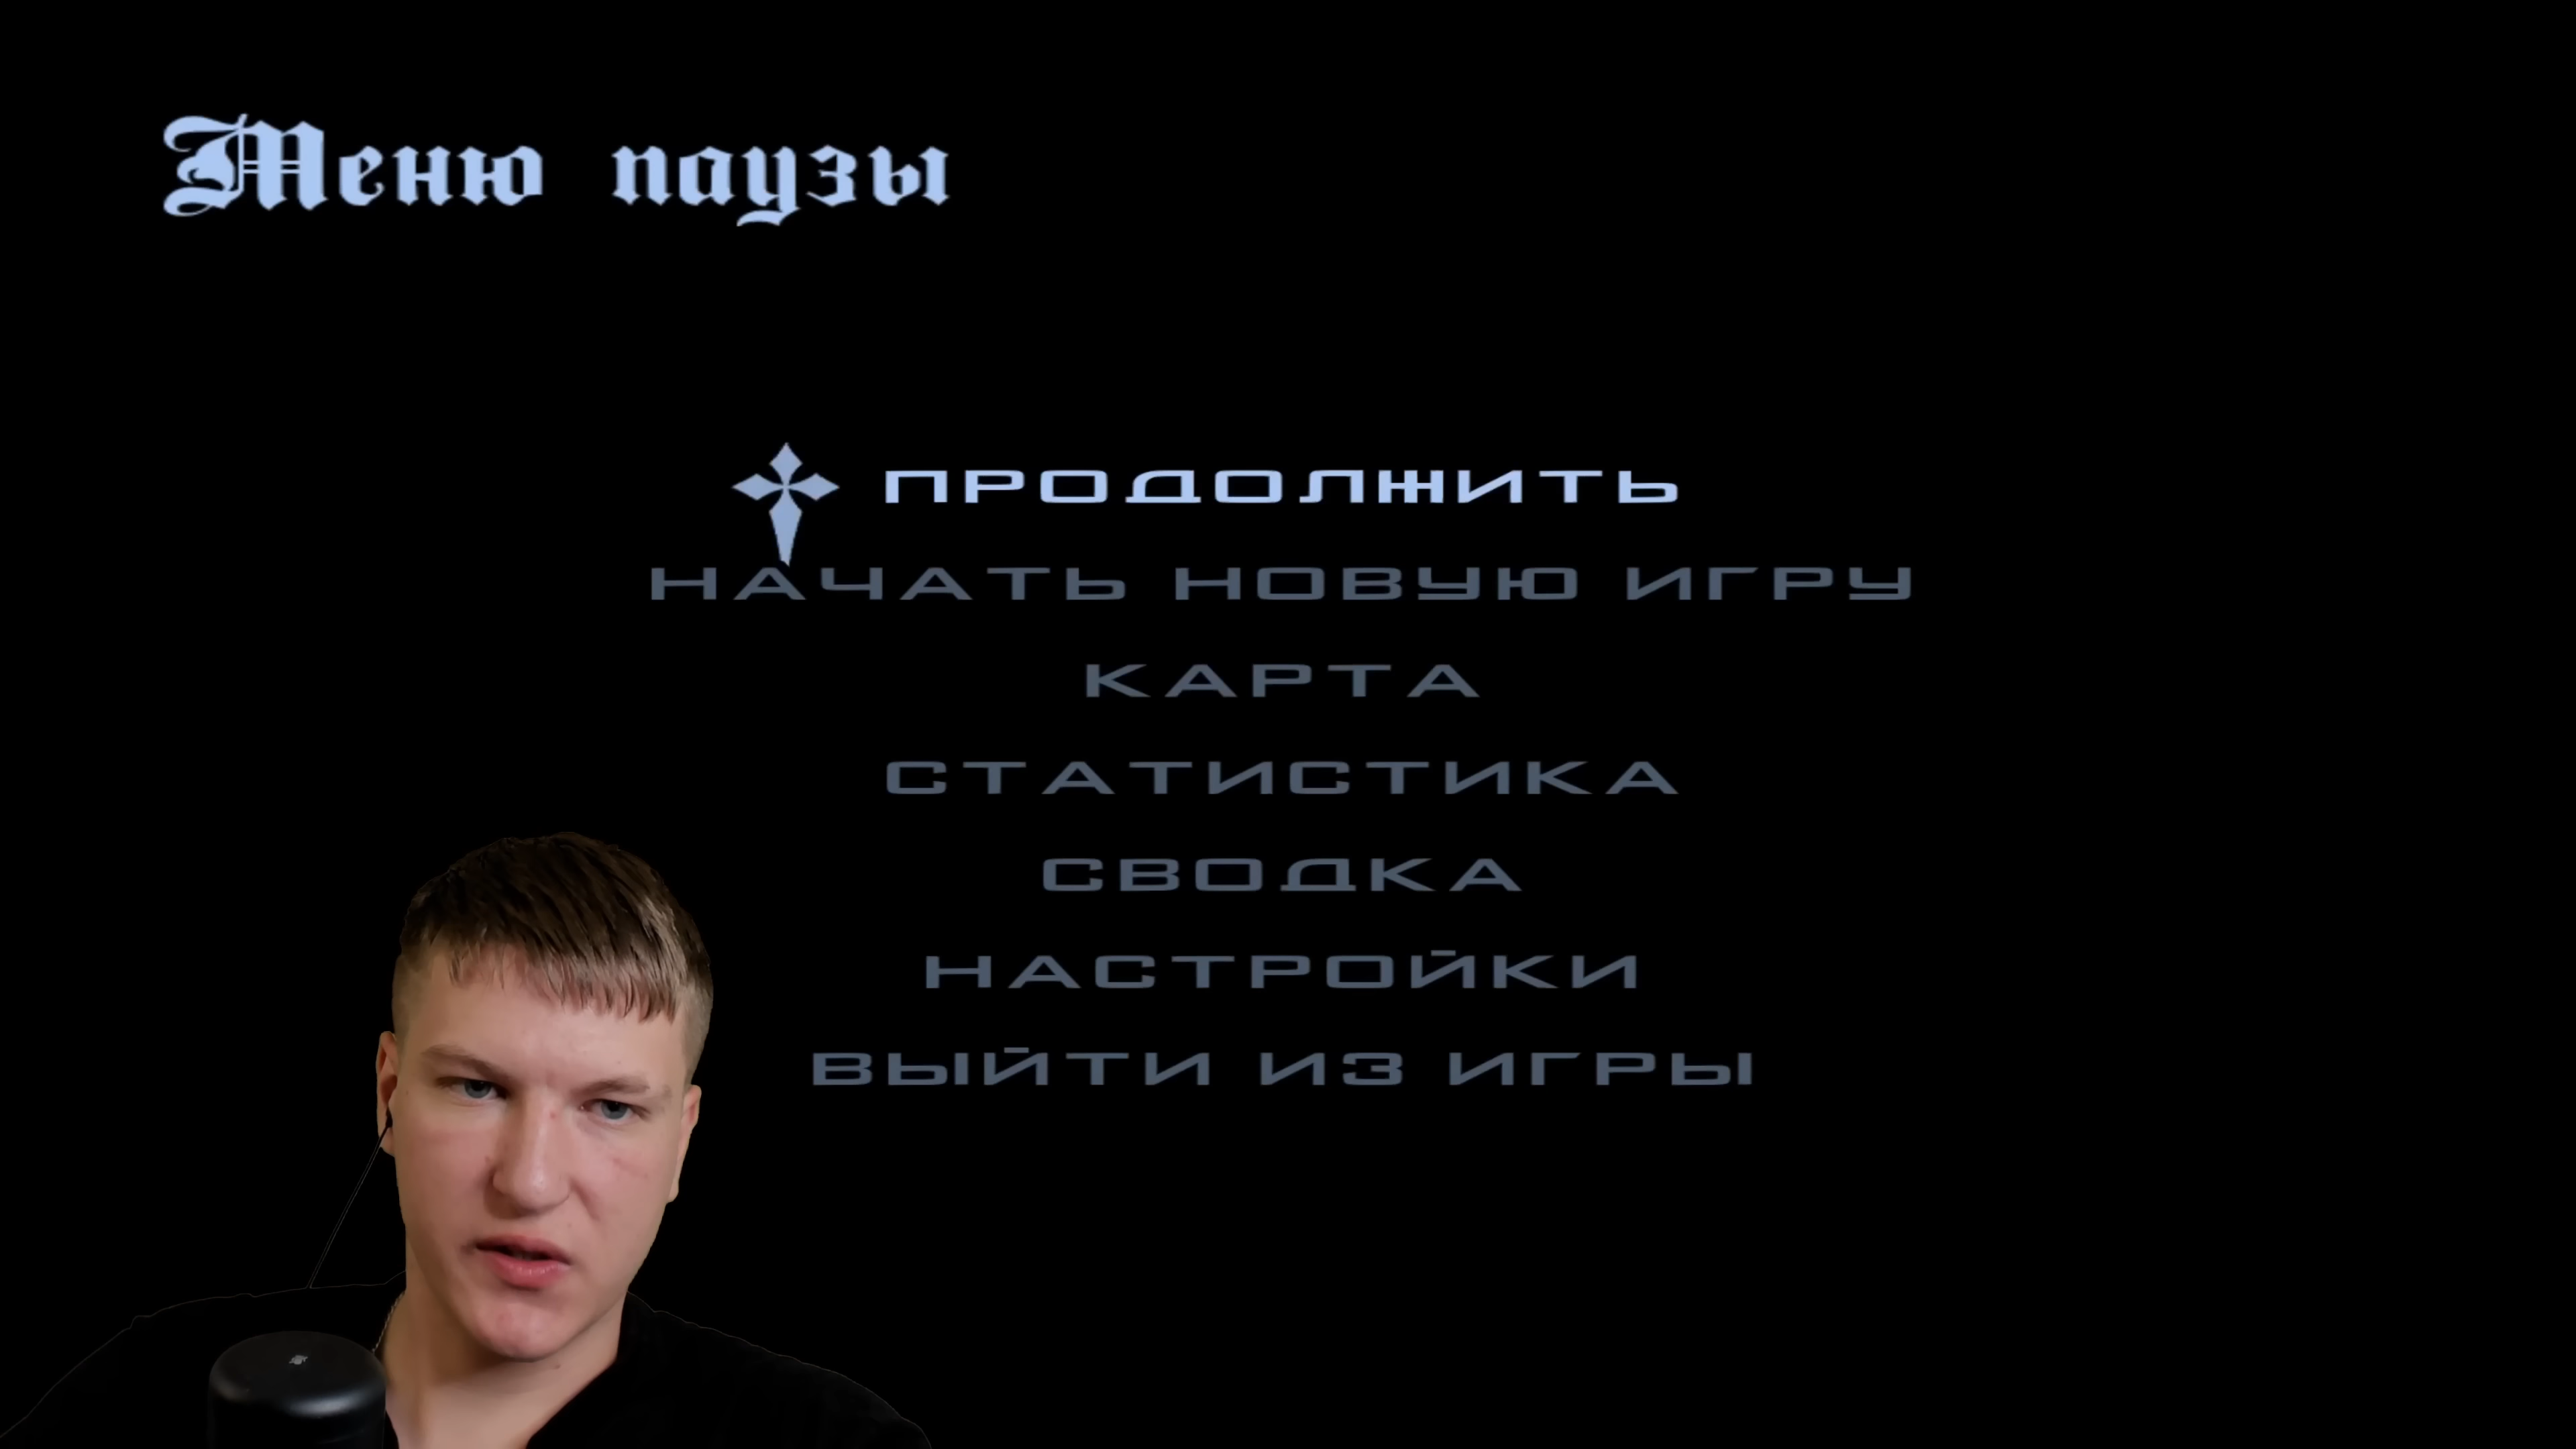 Меню паузы
ПРОДОЛЖИТЬ
НАЧАТЬ НОВУЮ ИГРУ
КАРТА
СТАТИСТИКА
СВОДКА
НАСТРОЙКИ
ВЫЙТИ ИЗ ИГРЫ